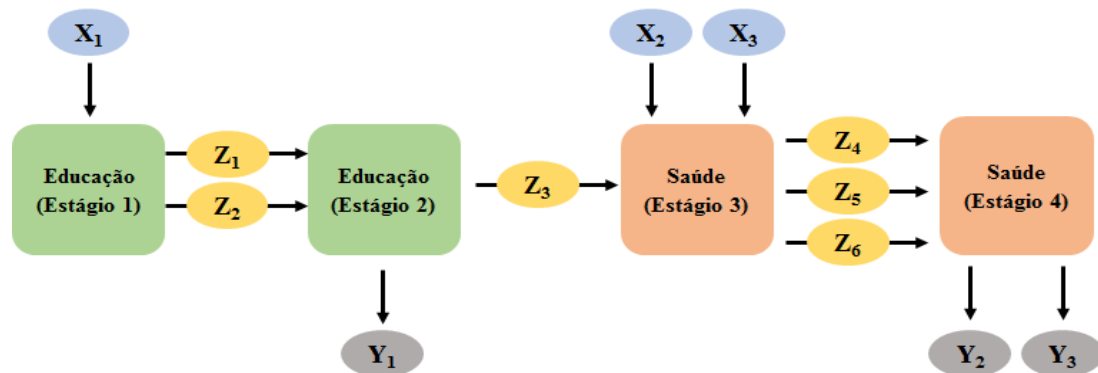 X₁
X₂
X₃
Educação
(Estágio 1)
Z₁
Z₂
Educação
(Estágio 2)
Z₃
Saúde
(Estágio 3)
Z₄
Z₅
Z₆
Saúde
(Estágio 4)
Y₁
Y₂
Y₃